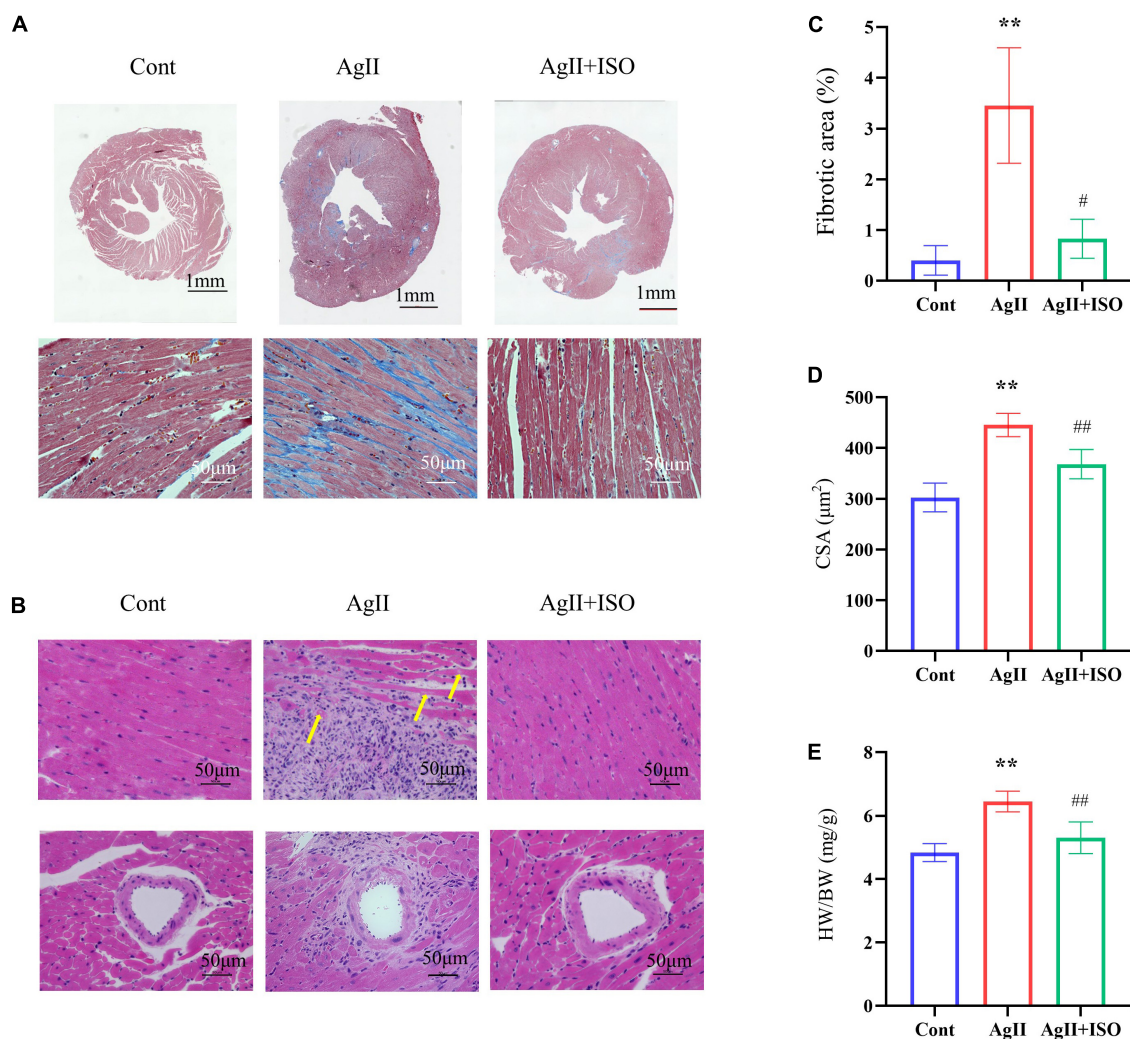 A
Cont AgII AgII+ISO
1mm 1mm 1mm
50μm 50μm 50μm
B
Cont AgII AgII+ISO
50μm 50μm 50μm
50μm 50μm 50μm
C
Fibrotic area (%)
5
4
3
2
1
0
**
#
Cont AgII AgII+ISO
D
CSA (μm²)
500
400
300
200
100
0
**
##
Cont AgII AgII+ISO
E
HW/BW (mg/g)
8
6
4
2
0
**
##
Cont AgII AgII+ISO